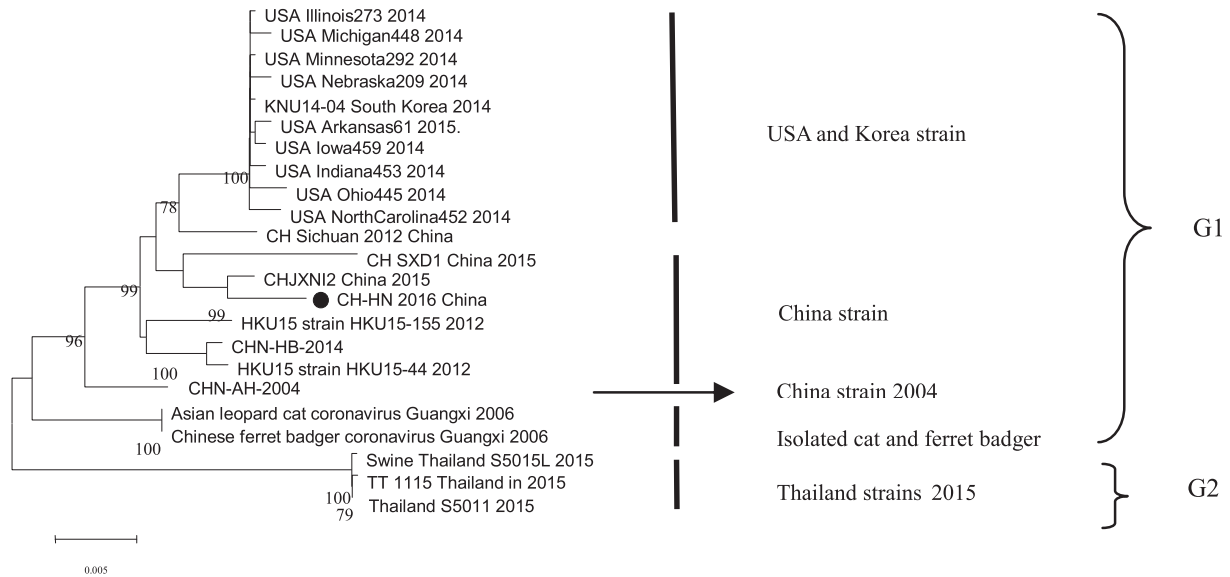 USA Illinois273 2014
USA Michigan448 2014
USA Minnesota292 2014
USA Nebraska209 2014
KNU14-04 South Korea 2014
USA Arkansas61 2015.
USA Iowa459 2014
USA Indiana453 2014
USA Ohio445 2014
USA NorthCarolina452 2014
CH Sichuan 2012 China
CH SXD1 China 2015
CHJXNI2 China 2015
CH-HN 2016 China
HKU15 strain HKU15-155 2012
CHN-HB-2014
HKU15 strain HKU15-44 2012
CHN-AH-2004
Asian leopard cat coronavirus Guangxi 2006
Chinese ferret badger coronavirus Guangxi 2006
Swine Thailand S5015L 2015
TT 1115 Thailand in 2015
Thailand S5011 2015
100
78
99
99
96
100
100
100
79
0.005
USA and Korea strain
China strain
China strain 2004
Isolated cat and ferret badger
Thailand strains 2015
G1
G2